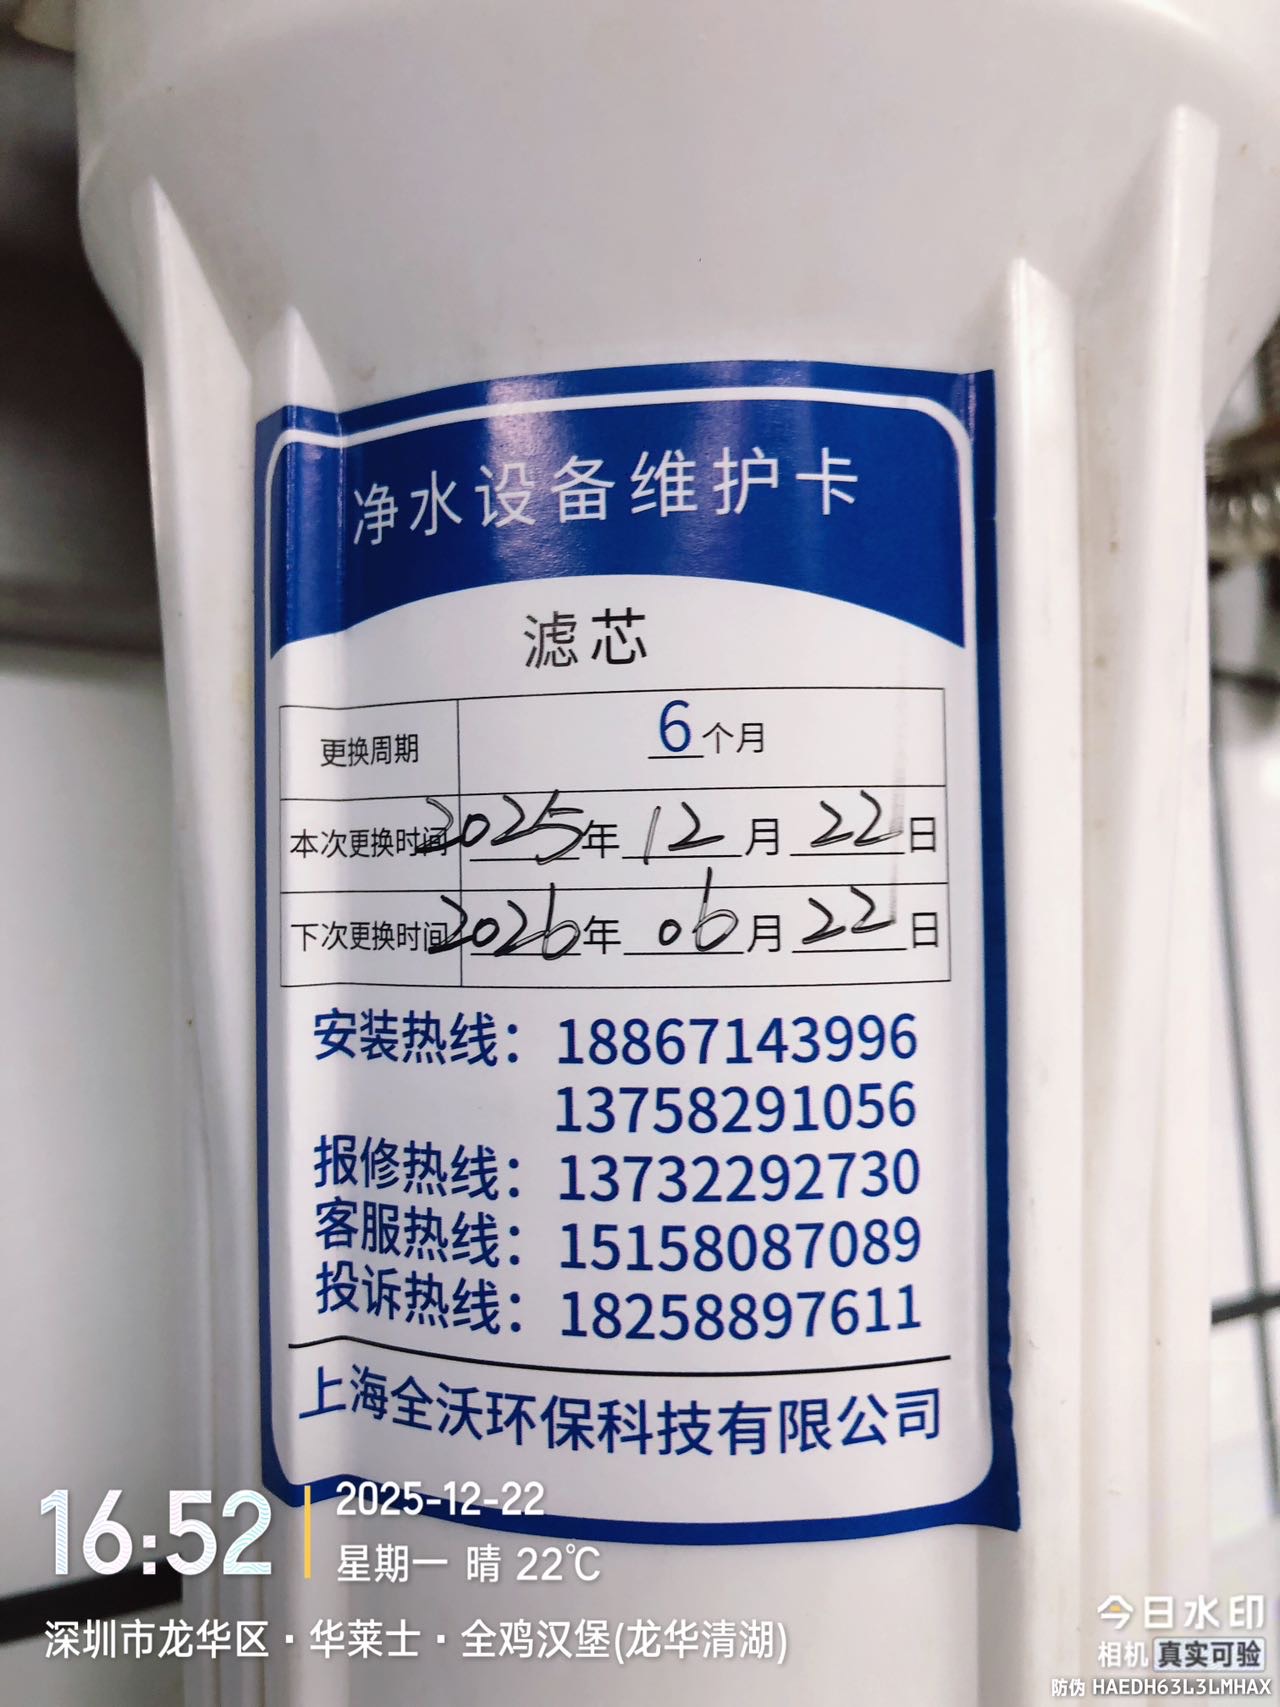 净水设备维护卡
滤芯
更换周期 6个月
本次更换时间 2025年12月22日
下次更换时间 2026年06月22日
安装热线：18867143996
13758291056
报修热线：13732292730
客服热线：15158087089
投诉热线：18258897611
上海全沃环保科技有限公司
16:52
2025-12-22
星期一 晴 22℃
深圳市龙华区·华莱士·全鸡汉堡(龙华清湖)
今日水印
相机 真实可验
防伪 HAEDH63L3LMHAX